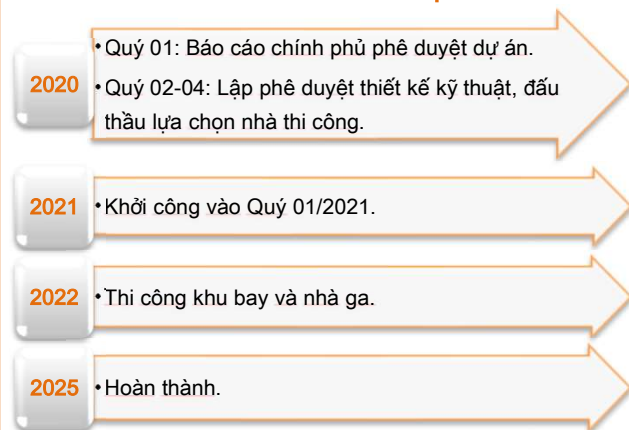 2020
• Quý 01: Báo cáo chính phủ phê duyệt dự án.
• Quý 02-04: Lập phê duyệt thiết kế kỹ thuật, đấu
thầu lựa chọn nhà thi công.
2021
• Khởi công vào Quý 01/2021.
2022
• Thi công khu bay và nhà ga.
2025
• Hoàn thành.